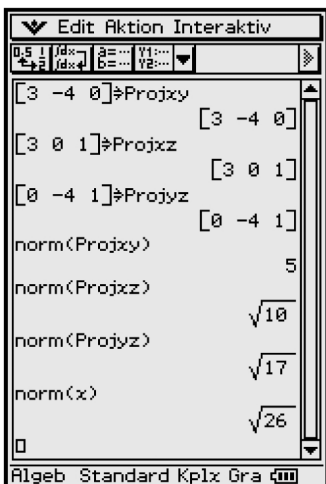 Edit Aktion Interaktiv
[3 -4 0]⇒Projxy
[3 -4 0]
[3 0 1]⇒Projxz
[3 0 1]
[0 -4 1]⇒Projyz
[0 -4 1]
norm(Projxy)
5
norm(Projxz)
√10
norm(Projyz)
√17
norm(x)
√26
Algeb Standard Kplx Gra